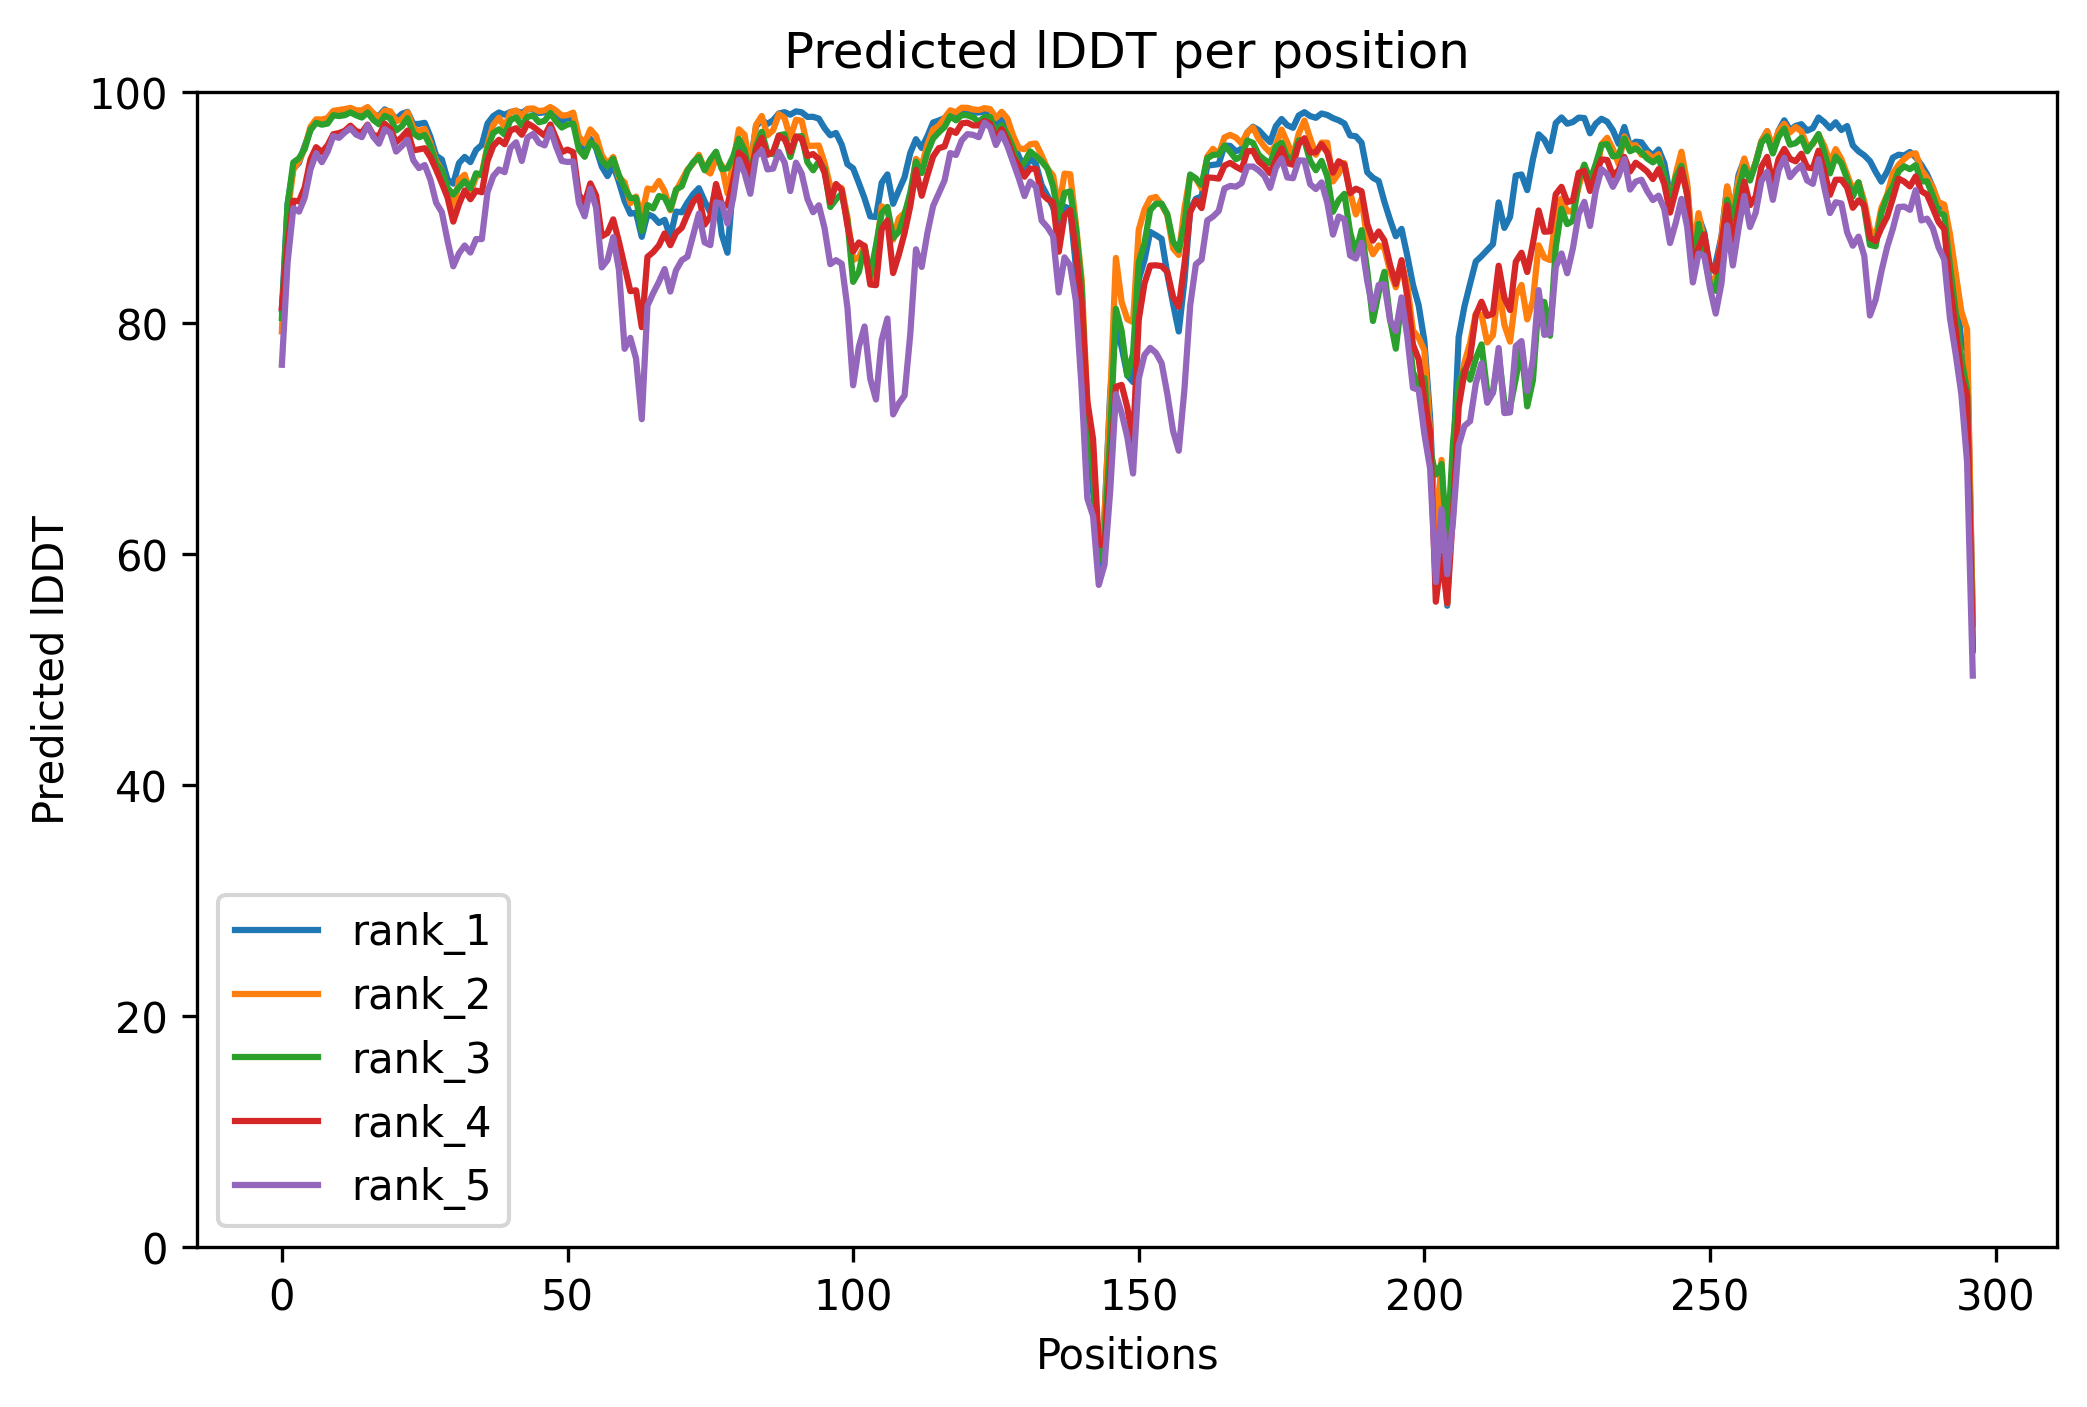 Predicted lDDT per position
100
80
60
40
20
0
Predicted lDDT
rank_1
rank_2
rank_3
rank_4
rank_5
0 50 100 150 200 250 300
Positions